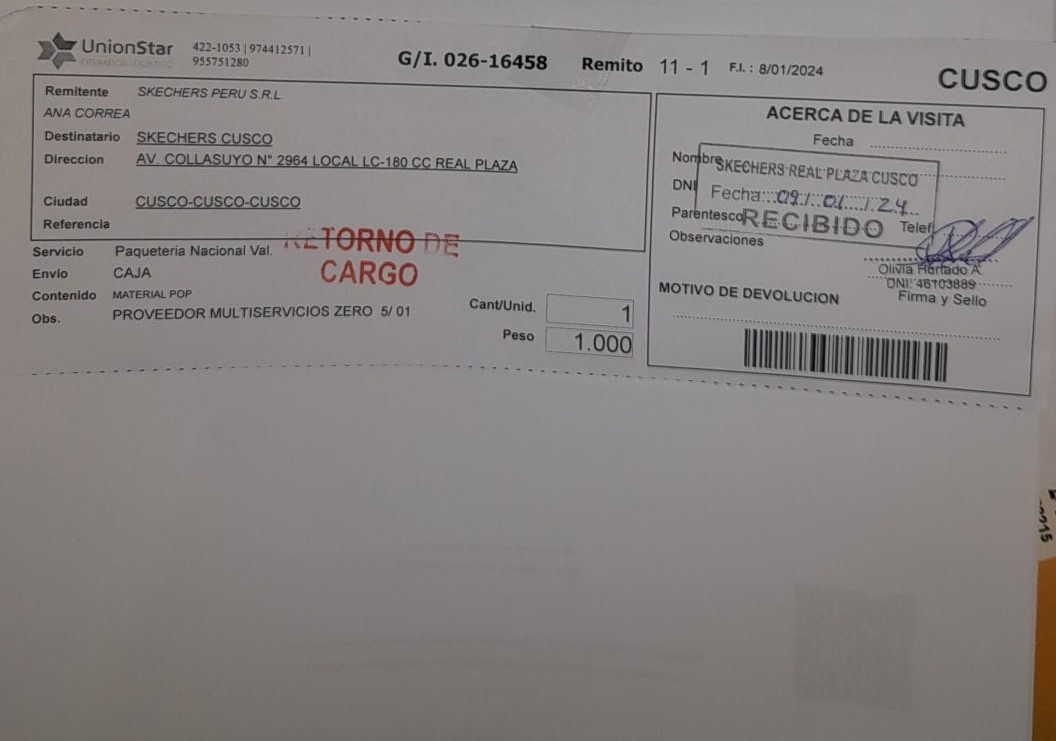 UnionStar 422-1053 | 974412571 |
955751280
G/I. 026-16458 Remito 11 - 1 F.I. : 8/01/2024 CUSCO
Remitente SKECHERS PERU S.R.L.
ANA CORREA
Destinatario SKECHERS CUSCO
Direccion AV. COLLASUYO N° 2964 LOCAL LC-180 CC REAL PLAZA
Ciudad CUSCO-CUSCO-CUSCO
Referencia
RETORNO DE
CARGO
Servicio Paqueteria Nacional Val.
Envio CAJA
Contenido MATERIAL POP
Obs. PROVEEDOR MULTISERVICIOS ZERO 5/ 01
Cant/Unid. 1
Peso 1.000
ACERCA DE LA VISITA
Fecha
Nombre
DNI
Parentesco Telef
Observaciones
SKECHERS REAL PLAZA CUSCO
Fecha: 09 / 01 / 24
RECIBIDO
Olivia Hurtado A.
DNI: 46103889
Firma y Sello
MOTIVO DE DEVOLUCION